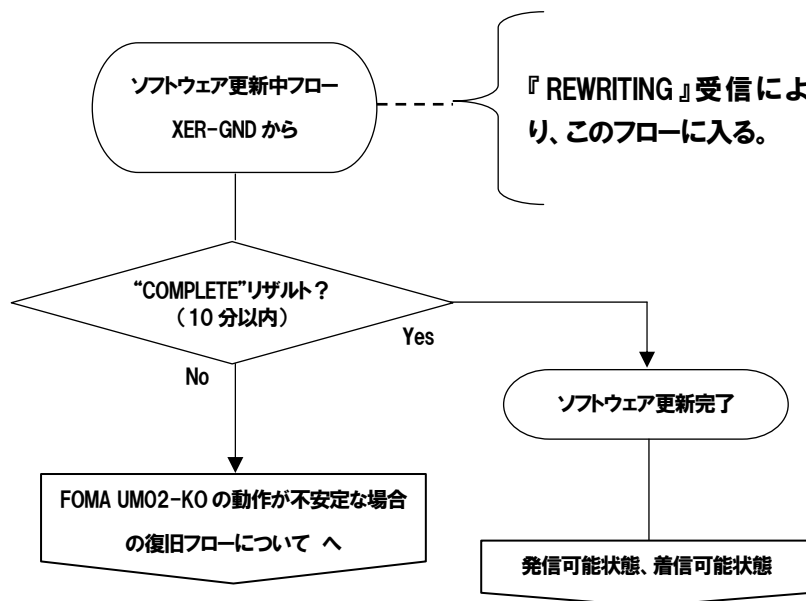 ソフトウェア更新中フロー
XER-GND から
『 REWRITING 』受信によ
り、このフローに入る。
“COMPLETE”リザルト?
(10 分以内)
Yes
No
ソフトウェア更新完了
FOMA UM02-KO の動作が不安定な場合
の復旧フローについて へ
発信可能状態、着信可能状態